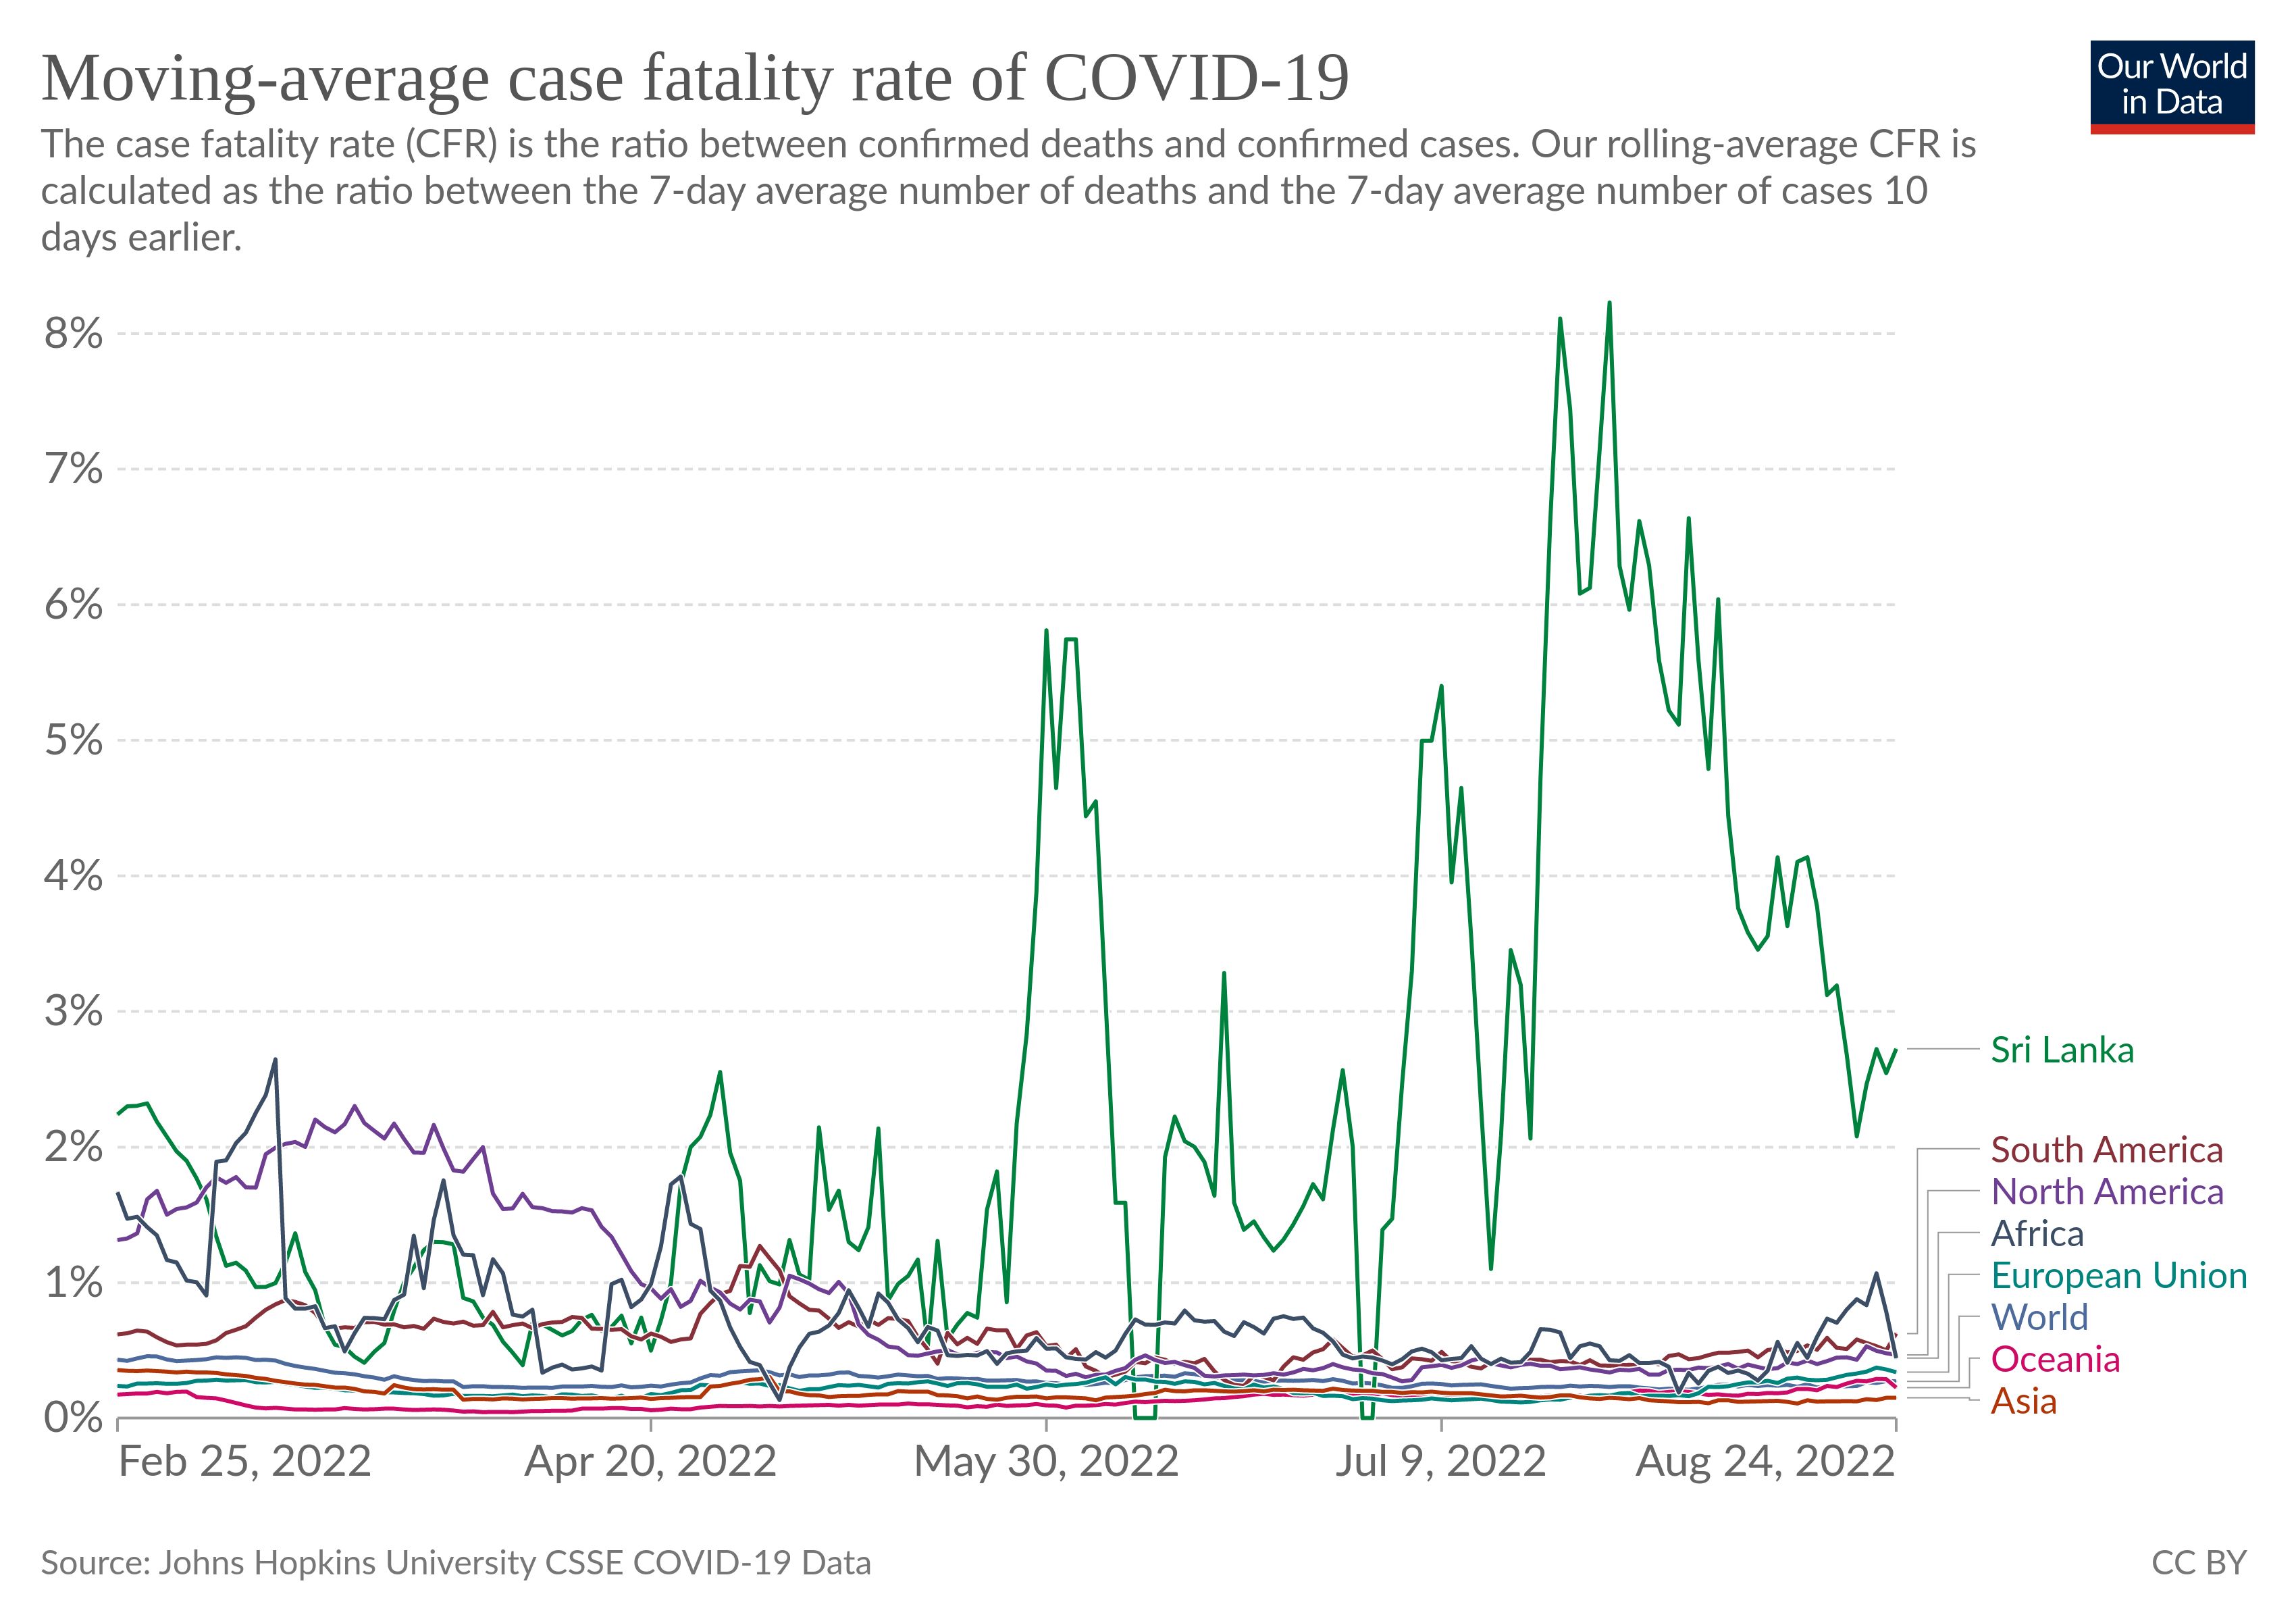 Moving-average case fatality rate of COVID-19
Our World
in Data
The case fatality rate (CFR) is the ratio between confirmed deaths and confirmed cases. Our rolling-average CFR is
calculated as the ratio between the 7-day average number of deaths and the 7-day average number of cases 10
days earlier.
8%
7%
6%
5%
4%
3%
2%
1%
0%
Sri Lanka
South America
North America
Africa
European Union
World
Oceania
Asia
Feb 25, 2022
Apr 20, 2022
May 30, 2022
Jul 9, 2022
Aug 24, 2022
Source: Johns Hopkins University CSSE COVID-19 Data
CC BY